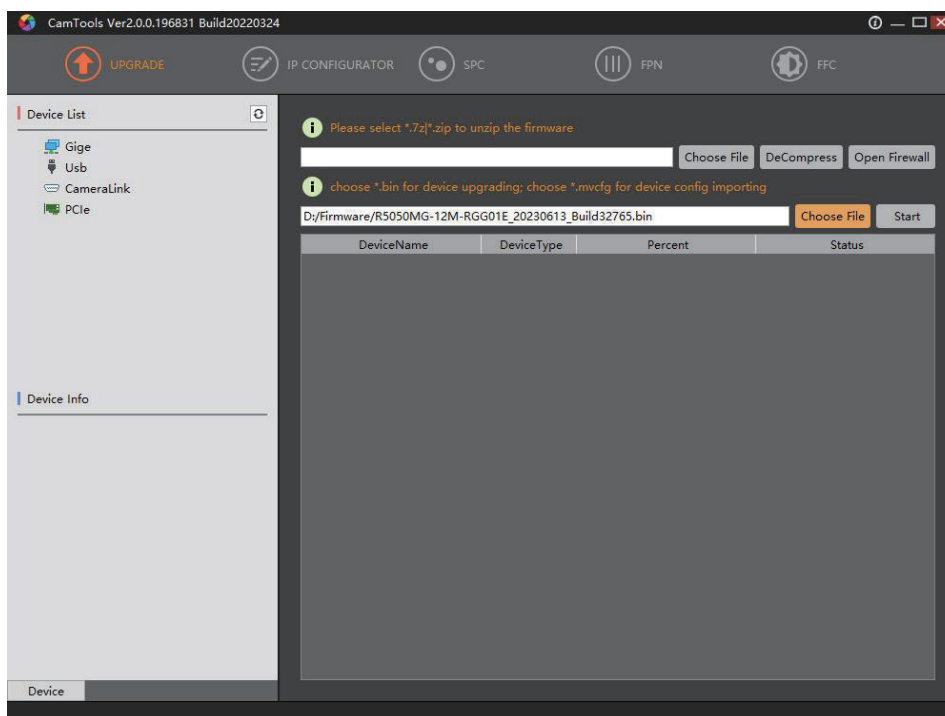 CamTools Ver2.0.0.196831 Build20220324
UPGRADE IP CONFIGURATOR SPC FPN FFC
Device List
Gige
Usb
CameraLink
PCIe
Device Info
Device
Please select *.7z|*.zip to unzip the firmware
Choose File DeCompress Open Firewall
choose *.bin for device upgrading; choose *.mvcfg for device config importing
D:/Firmware/R5050MG-12M-RGG01E_20230613_Build32765.bin Choose File Start
DeviceName DeviceType Percent Status